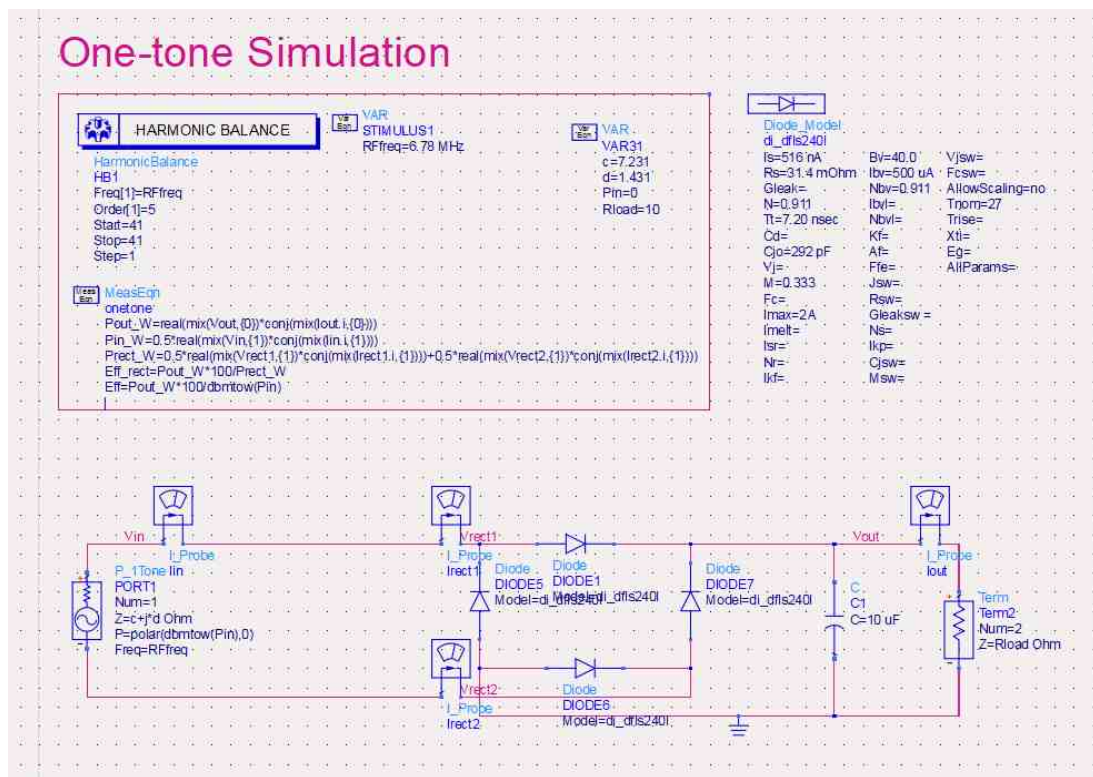 One-tone Simulation
HARMONIC BALANCE
HarmonicBalance
HB1
Freq[1]=RFfreq
Order[1]=5
Start=41
Stop=41
Step=1
Var
Eqn
VAR
STIMULUS1
RFfreq=6.78 MHz
Var
Eqn
VAR
VAR31
c=7.231
d=1.431
Pin=0
Rload=10
Meas
Eqn
MeasEqn
onetone
Pout_W=real(mix(Vout,{0})*conj(mix(Iout.i,{0})))
Pin_W=0.5*real(mix(Vin,{1})*conj(mix(Iin.i,{1})))
Prect_W=0.5*real(mix(Vrect1,{1})*conj(mix(Irect1.i,{1})))+0.5*real(mix(Vrect2,{1})*conj(mix(Irect2.i,{1})))
Eff_rect=Pout_W*100/Prect_W
Eff=Pout_W*100/dbmtow(Pin)
Diode_Model
di_dfls240l
Is=516 nA
Rs=31.4 mOhm
Gleak=
N=0.911
Tt=7.20 nsec
Cd=
Cjo=292 pF
Vj=
M=0.333
Fc=
Imax=2A
Imelt=
Isr=
Nr=
Ikf=
Bv=40.0
Ibv=500 uA
Nbv=0.911
Ibvl=
Nbvl=
Kf=
Af=
Ffe=
Jsw=
Rsw=
Gleaksw=
Ns=
Ikp=
Cjsw=
Msw=
Vjsw=
Fcsw=
AllowScaling=no
Tnom=27
Trise=
Xti=
Eg=
AllParams=
Vin
I_Probe
Iin
P_1Tone
PORT1
Num=1
Z=c+j*d Ohm
P=polar(dbmtow(Pin),0)
Freq=RFfreq
Vrect1
I_Probe
Irect1
Diode
DIODE5
Model=di_dfls240l
Diode
DIODE1
Model=di_dfls240l
Diode
DIODE7
Model=di_dfls240l
Vrect2
I_Probe
Irect2
Diode
DIODE6
Model=di_dfls240l
C
C1
C=10 uF
Vout
I_Probe
Iout
Term
Term2
Num=2
Z=Rload Ohm